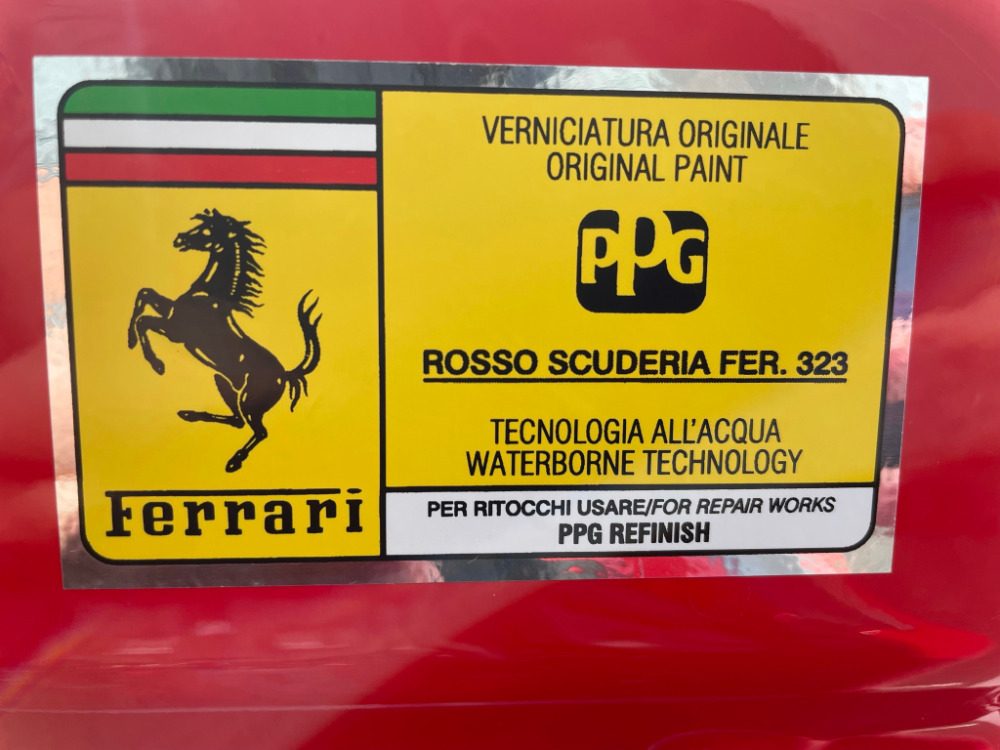 VERNICIATURA ORIGINALE
ORIGINAL PAINT
PPG
ROSSO SCUDERIA FER. 323
TECNOLOGIA ALL'ACQUA
WATERBORNE TECHNOLOGY
PER RITOCCHI USARE/FOR REPAIR WORKS
PPG REFINISH
Ferrari